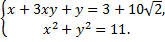 {x + 3xy + y = 3 + 10√2,
x² + y² = 11.